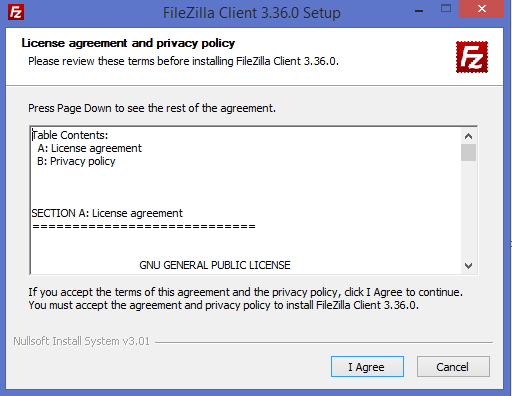 FileZilla Client 3.36.0 Setup
License agreement and privacy policy
Please review these terms before installing FileZilla Client 3.36.0.
Fz
Press Page Down to see the rest of the agreement.
Table Contents:
A: License agreement
B: Privacy policy
SECTION A: License agreement
============================
GNU GENERAL PUBLIC LICENSE
If you accept the terms of this agreement and the privacy policy, click I Agree to continue.
You must accept the agreement and privacy policy to install FileZilla Client 3.36.0.
Nullsoft Install System v3.01
I Agree
Cancel